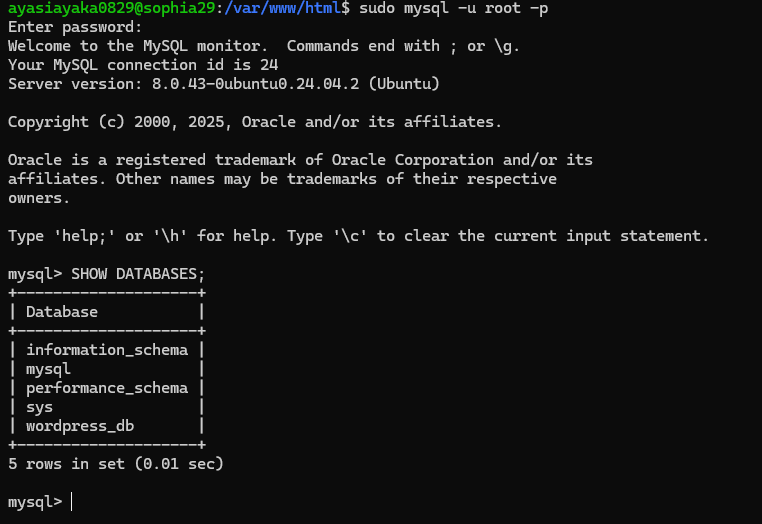 ayasiayaka0829@sophia29:/var/www/html$ sudo mysql -u root -p
Enter password:
Welcome to the MySQL monitor.  Commands end with ; or \g.
Your MySQL connection id is 24
Server version: 8.0.43-0ubuntu0.24.04.2 (Ubuntu)

Copyright (c) 2000, 2025, Oracle and/or its affiliates.

Oracle is a registered trademark of Oracle Corporation and/or its
affiliates. Other names may be trademarks of their respective
owners.

Type 'help;' or '\h' for help. Type '\c' to clear the current input statement.

mysql> SHOW DATABASES;
+--------------------+
| Database           |
+--------------------+
| information_schema |
| mysql              |
| performance_schema |
| sys                |
| wordpress_db       |
+--------------------+
5 rows in set (0.01 sec)

mysql>